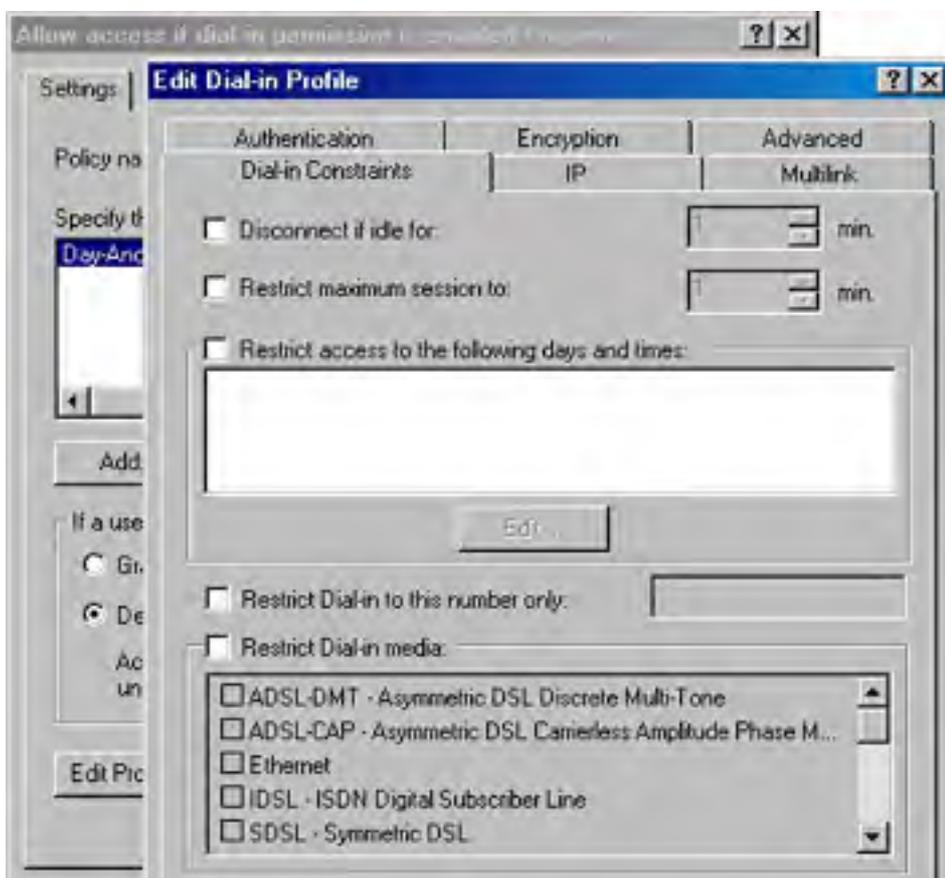 Allow access if dial-in permission is enabled
Settings
Edit Dial-in Profile
Policy na
Specify th
Day-And
Add
If a use
Gr
De
Ac
un
Edit Pro
Authentication Encryption Advanced
Dial-in Constraints IP Multilink
Disconnect if idle for: 1 min.
Restrict maximum session to: 1 min.
Restrict access to the following days and times:
Edit...
Restrict Dial-in to this number only:
Restrict Dial-in media:
ADSL-DMT - Asymmetric DSL Discrete Multi-Tone
ADSL-CAP - Asymmetric DSL Carrierless Amplitude Phase M...
Ethernet
IDSL - ISDN Digital Subscriber Line
SDSL - Symmetric DSL